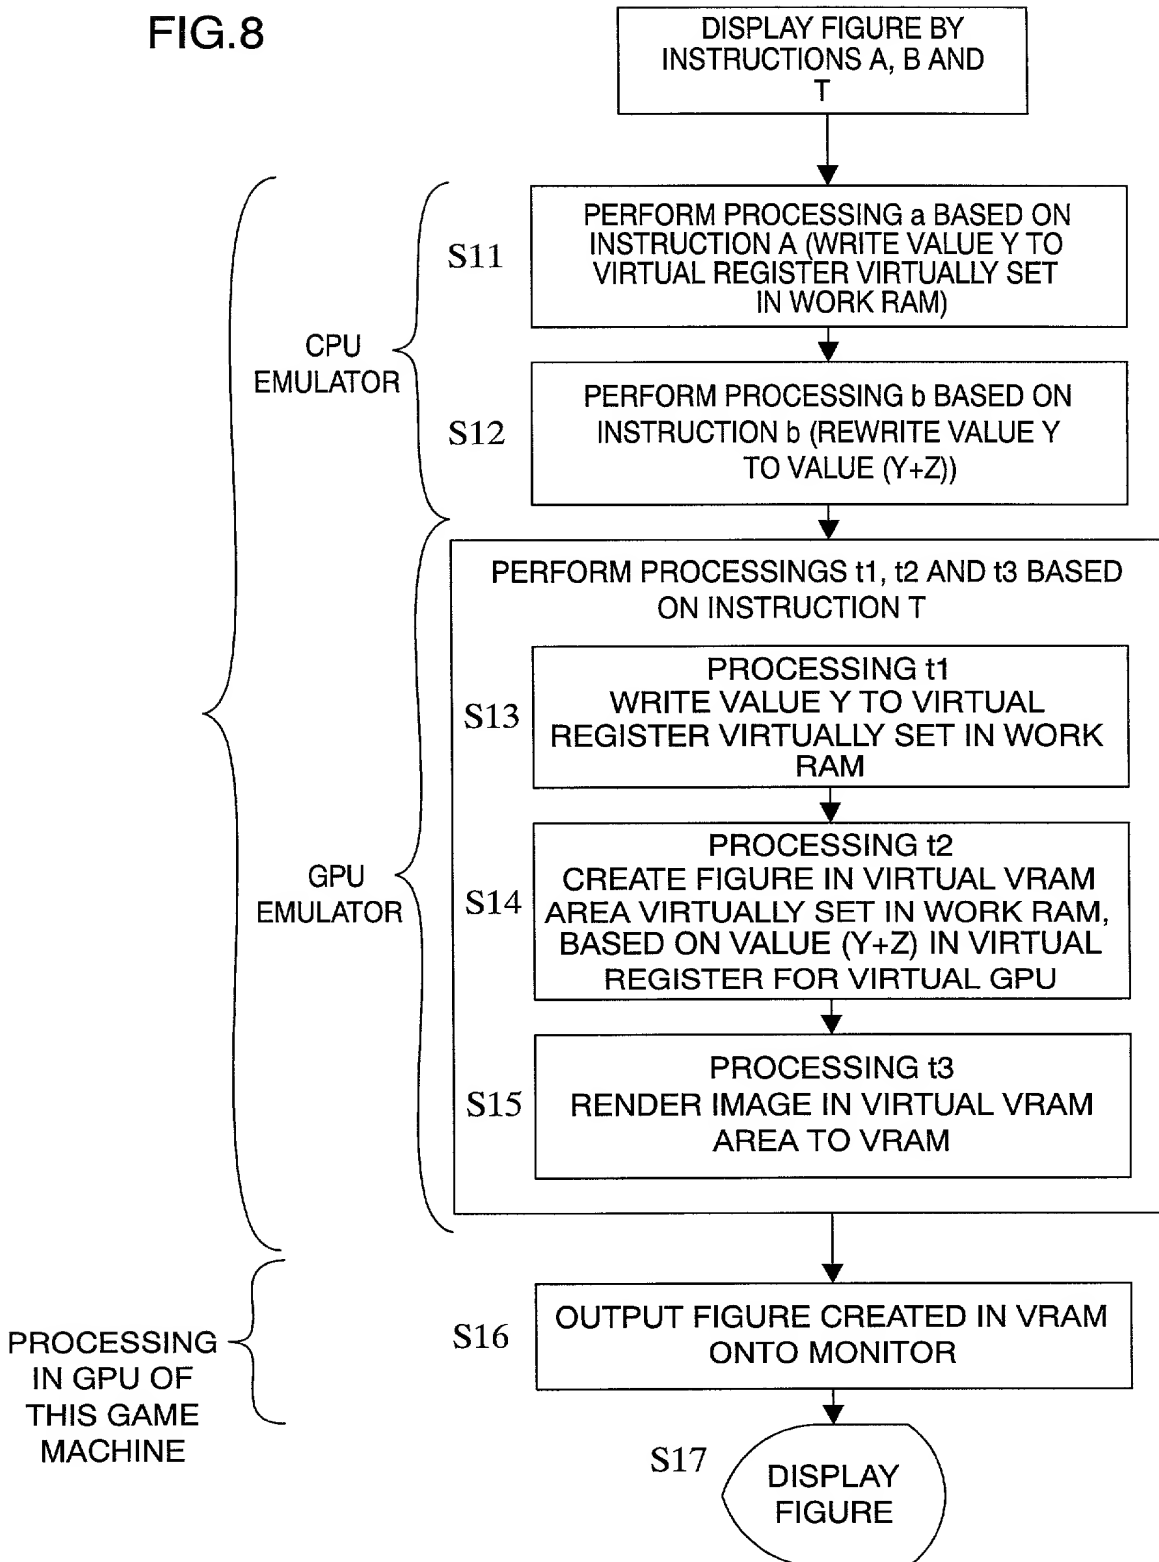 FIG.8
DISPLAY FIGURE BY
INSTRUCTIONS A, B AND
T
S11
PERFORM PROCESSING a BASED ON
INSTRUCTION A (WRITE VALUE Y TO
VIRTUAL REGISTER VIRTUALLY SET
IN WORK RAM)
CPU
EMULATOR
S12
PERFORM PROCESSING b BASED ON
INSTRUCTION b (REWRITE VALUE Y
TO VALUE (Y+Z))
PERFORM PROCESSINGS t1, t2 AND t3 BASED
ON INSTRUCTION T
S13
PROCESSING t1
WRITE VALUE Y TO VIRTUAL
REGISTER VIRTUALLY SET IN WORK
RAM
GPU
EMULATOR
S14
PROCESSING t2
CREATE FIGURE IN VIRTUAL VRAM
AREA VIRTUALLY SET IN WORK RAM,
BASED ON VALUE (Y+Z) IN VIRTUAL
REGISTER FOR VIRTUAL GPU
S15
PROCESSING t3
RENDER IMAGE IN VIRTUAL VRAM
AREA TO VRAM
PROCESSING
IN GPU OF
THIS GAME
MACHINE
S16
OUTPUT FIGURE CREATED IN VRAM
ONTO MONITOR
S17
DISPLAY
FIGURE